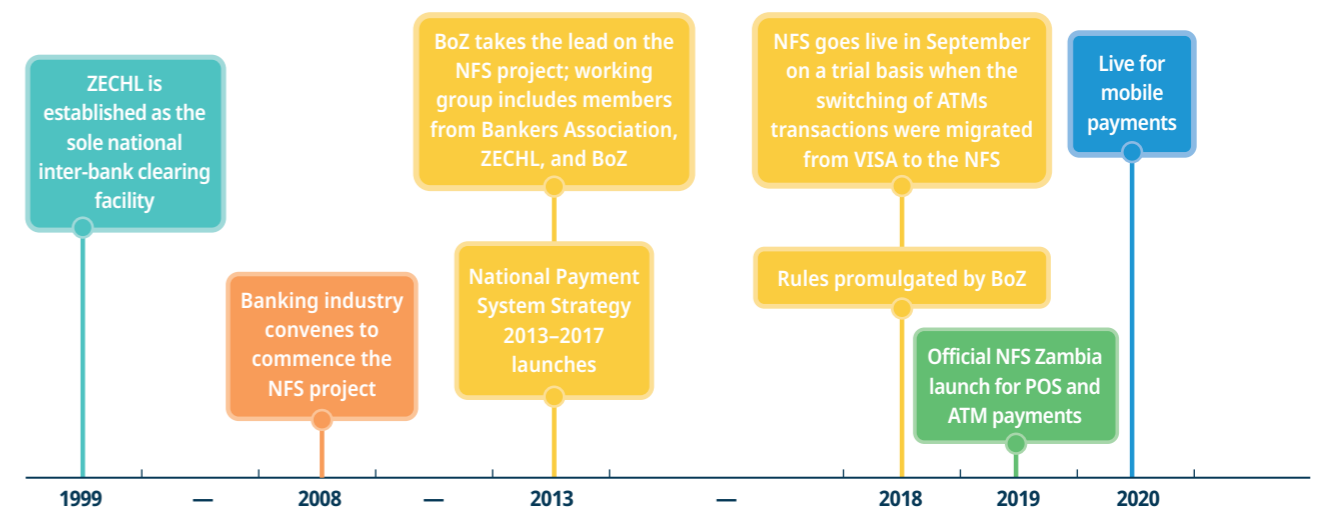 ZECHL is
established as the
sole national
inter-bank clearing
facility
Banking industry
convenes to
commence the
NFS project
BoZ takes the lead on the
NFS project; working
group includes members
from Bankers Association,
ZECHL, and BoZ
National Payment
System Strategy
2013–2017
launches
NFS goes live in September
on a trial basis when the
switching of ATMs
transactions were migrated
from VISA to the NFS
Rules promulgated by BoZ
Official NFS Zambia
launch for POS and
ATM payments
Live for
mobile
payments
1999 — 2008 — 2013 — 2018 2019 2020